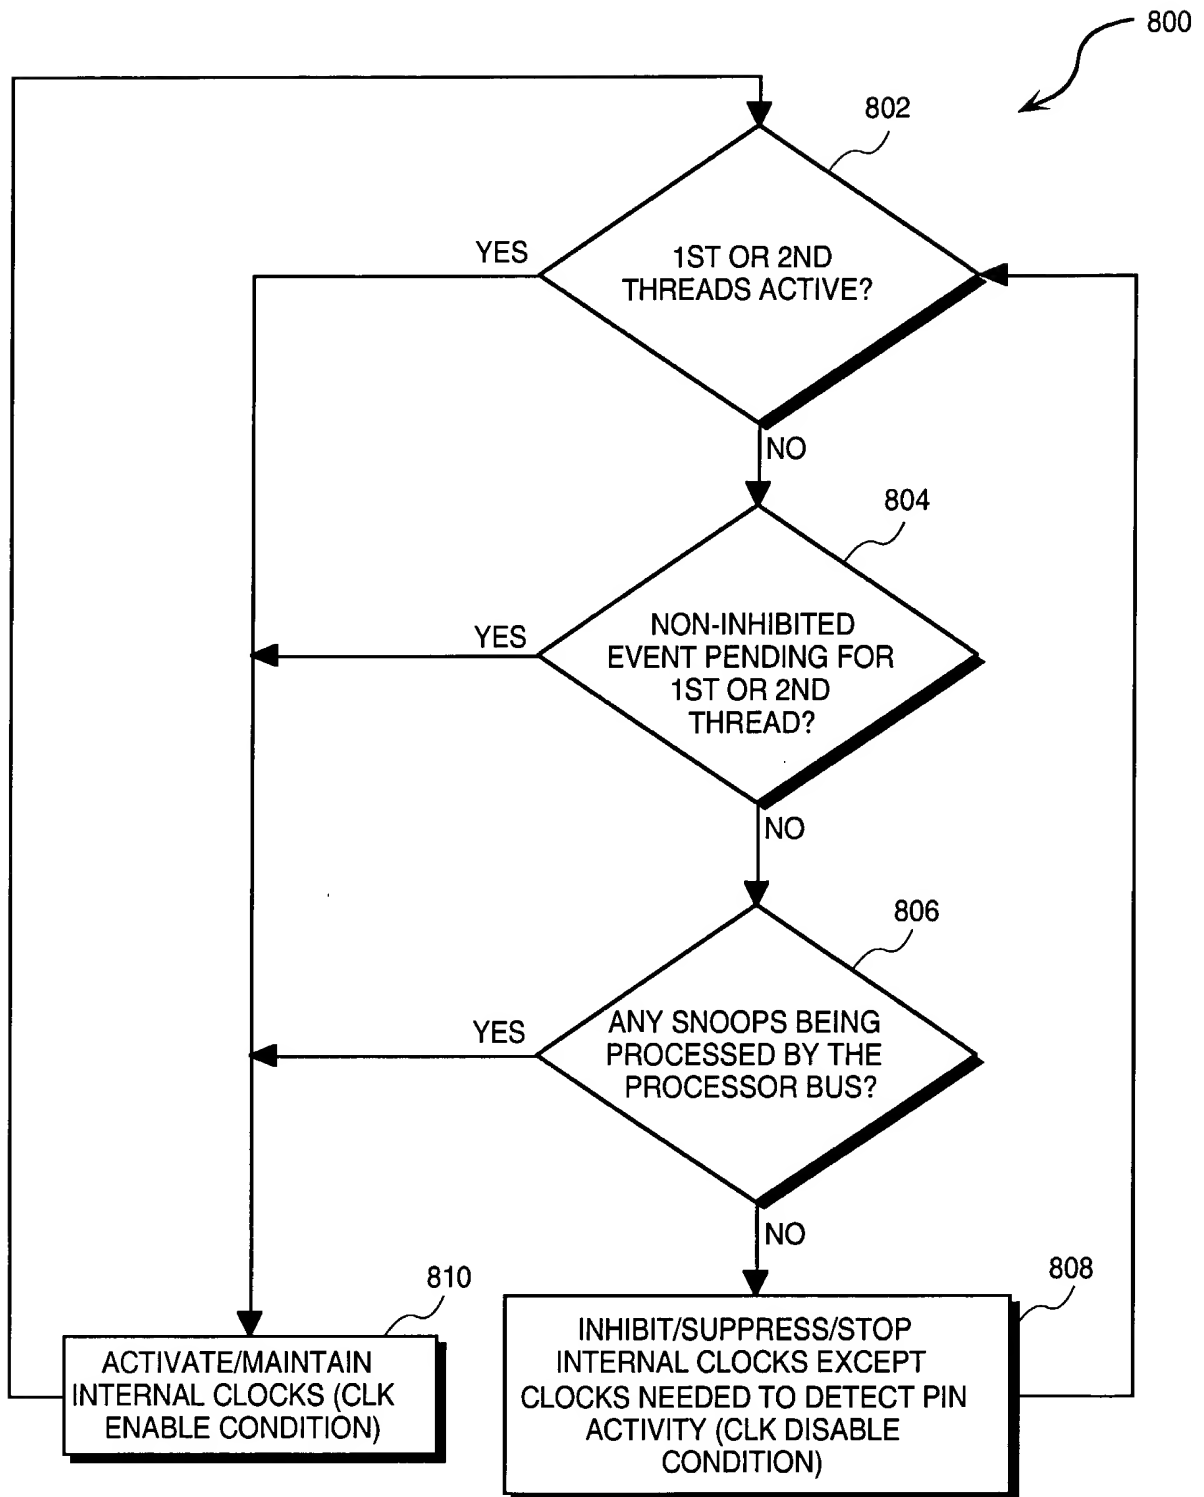 800
802
YES
1ST OR 2ND
THREADS ACTIVE?
NO
804
YES
NON-INHIBITED
EVENT PENDING FOR
1ST OR 2ND
THREAD?
NO
806
YES
ANY SNOOPS BEING
PROCESSED BY THE
PROCESSOR BUS?
NO
810
ACTIVATE/MAINTAIN
INTERNAL CLOCKS (CLK
ENABLE CONDITION)
808
INHIBIT/SUPPRESS/STOP
INTERNAL CLOCKS EXCEPT
CLOCKS NEEDED TO DETECT PIN
ACTIVITY (CLK DISABLE
CONDITION)